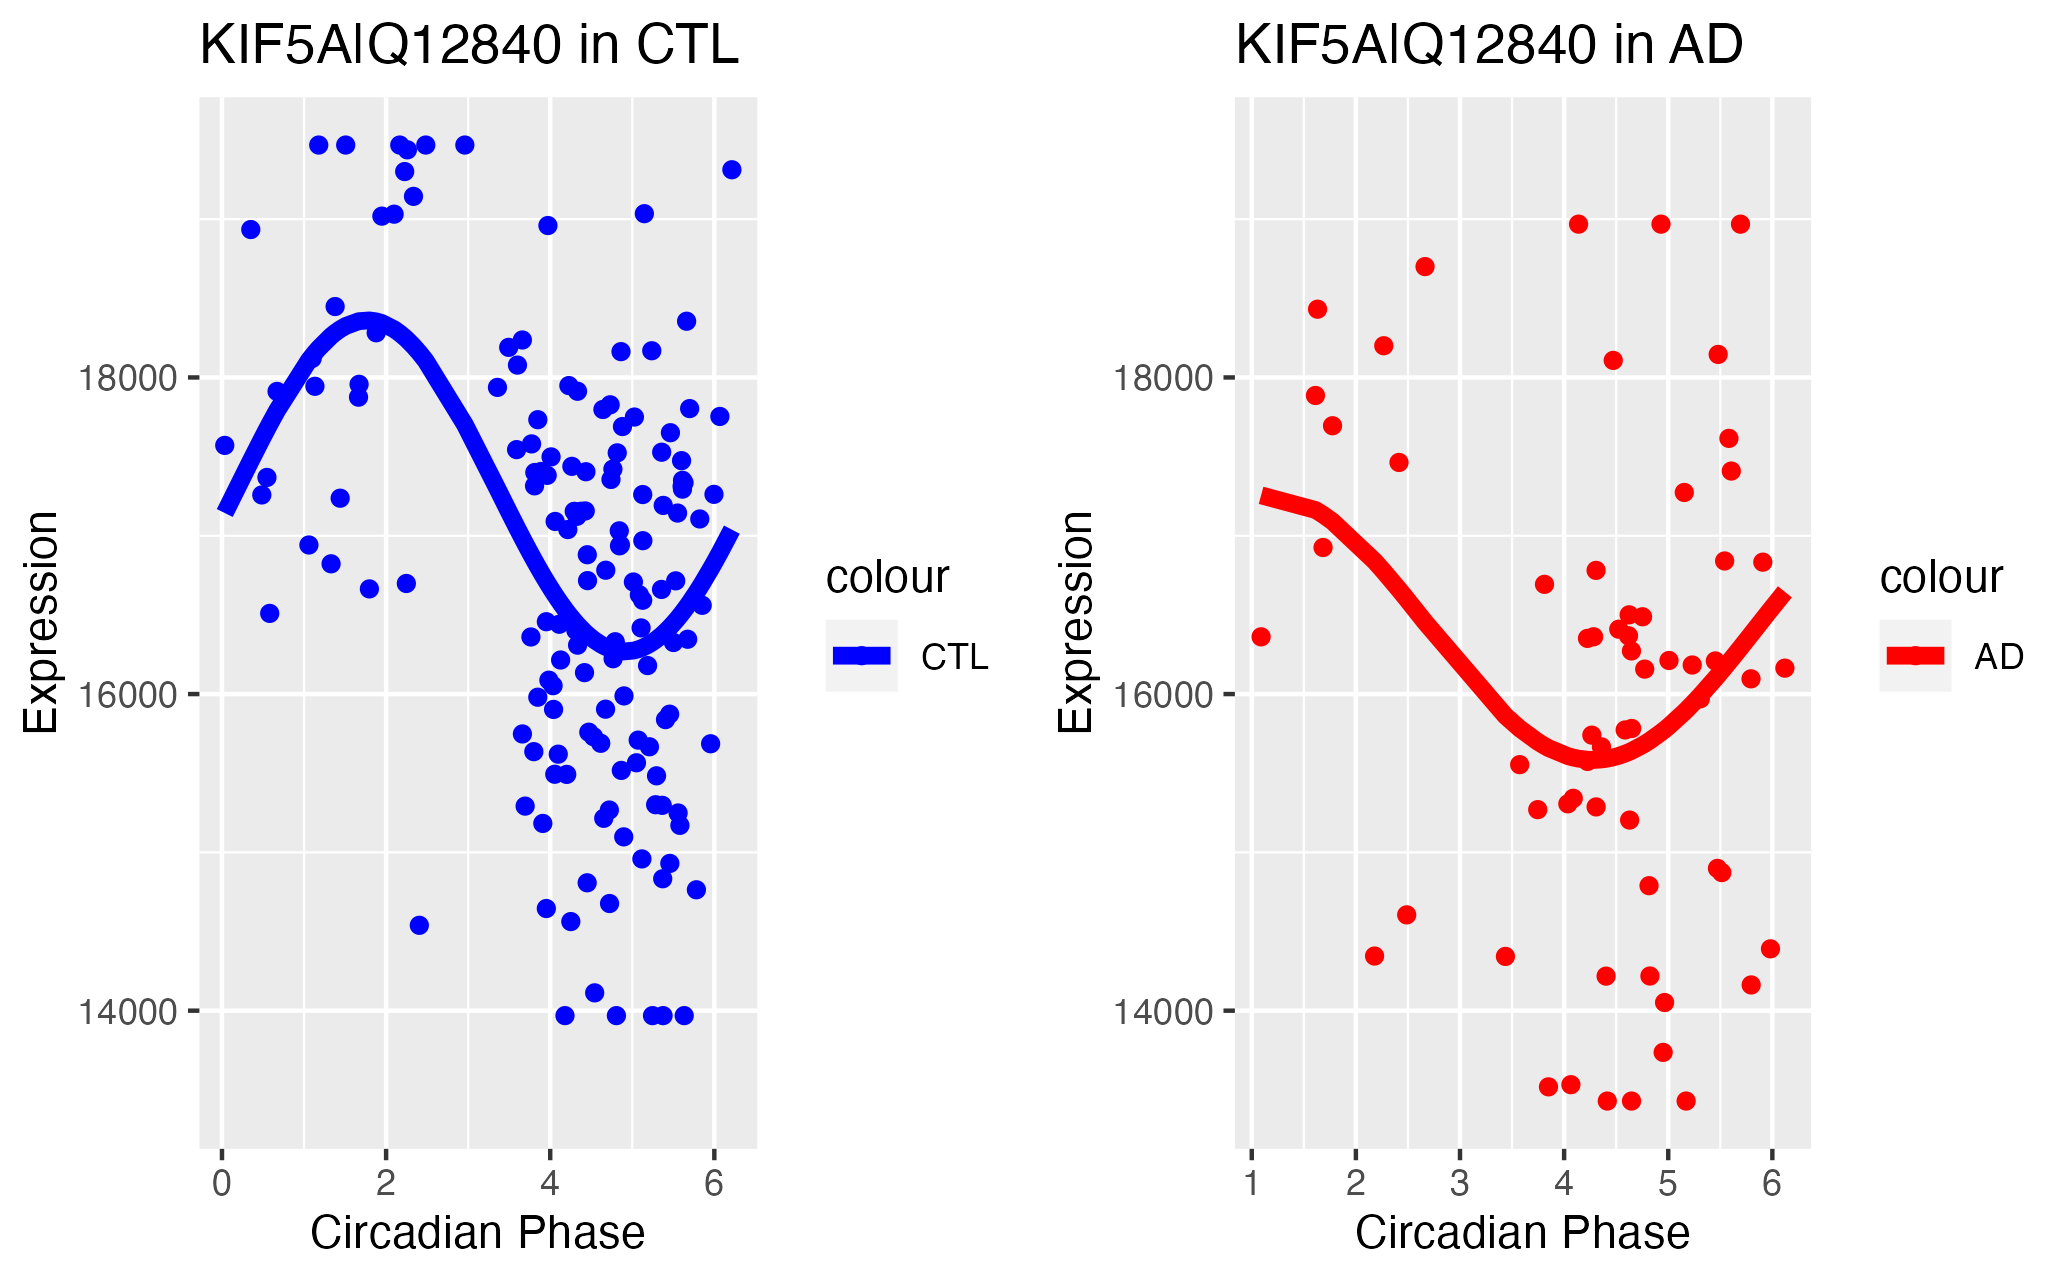 KIF5A|Q12840 in CTL
Expression
18000
16000
14000
0 2 4 6
Circadian Phase
colour
CTL
KIF5A|Q12840 in AD
Expression
18000
16000
14000
1 2 3 4 5 6
Circadian Phase
colour
AD